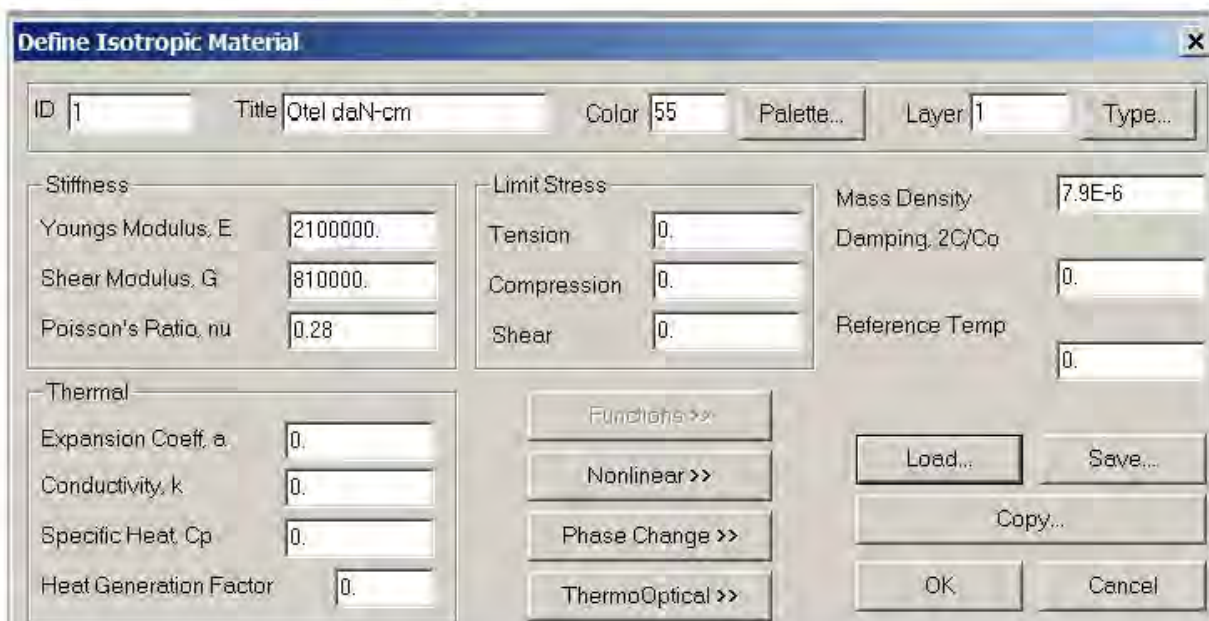 Define Isotropic Material
ID 1 Title Otel daN-cm Color 55 Palette... Layer 1 Type...
Stiffness
Youngs Modulus, E 2100000.
Shear Modulus, G 810000.
Poisson's Ratio, nu 0.28
Limit Stress
Tension 0.
Compression 0.
Shear 0.
Mass Density 7.9E-6
Damping, 2C/Co
0.
Reference Temp
0.
Thermal
Expansion Coeff, a 0.
Conductivity, k 0.
Specific Heat, Cp 0.
Heat Generation Factor 0.
Functions >>
Nonlinear >>
Phase Change >>
ThermoOptical >>
Load... Save...
Copy...
OK Cancel